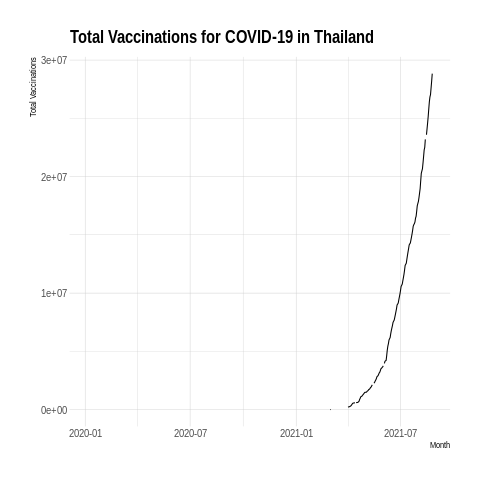 Total Vaccinations for COVID-19 in Thailand
Total Vaccinations
3e+07
2e+07
1e+07
0e+00
2020-01 2020-07 2021-01 2021-07
Month